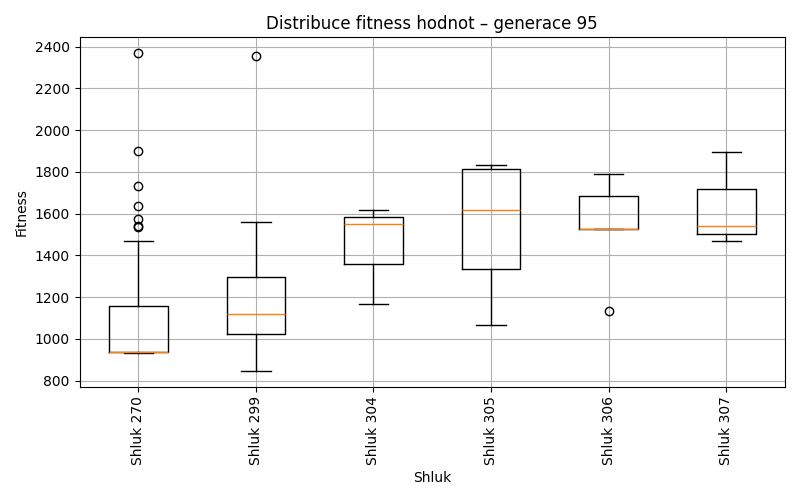 Distribuce fitness hodnot – generace 95
Fitness
2400
2200
2000
1800
1600
1400
1200
1000
800
Shluk 270
Shluk 299
Shluk 304
Shluk 305
Shluk 306
Shluk 307
Shluk